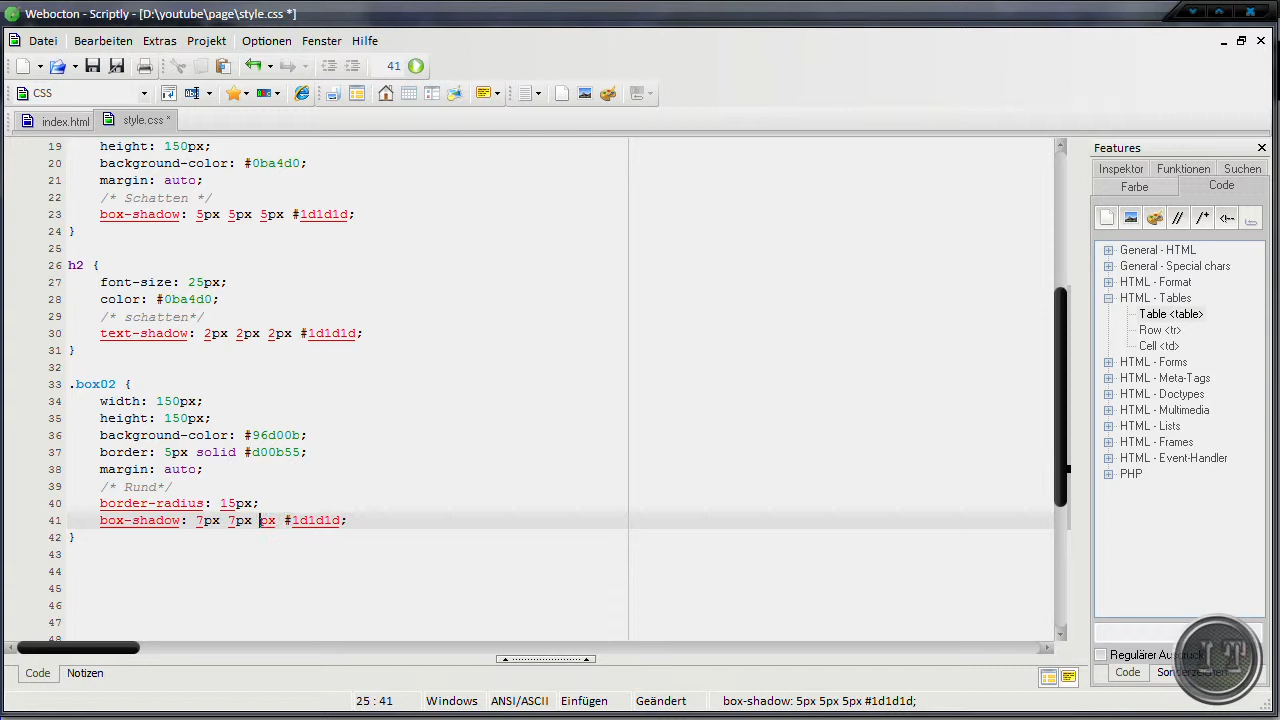 Webocton - Scriptly - [D:\youtube\page\style.css *]
Datei Bearbeiten Extras Projekt Optionen Fenster Hilfe
41
CSS
index.html style.css *
19 height: 150px;
20 background-color: #0ba4d0;
21 margin: auto;
22 /* Schatten */
23 box-shadow: 5px 5px 5px #1d1d1d;
24 }
25
26 h2 {
27 font-size: 25px;
28 color: #0ba4d0;
29 /* schatten*/
30 text-shadow: 2px 2px 2px #1d1d1d;
31 }
32
33 .box02 {
34 width: 150px;
35 height: 150px;
36 background-color: #96d00b;
37 border: 5px solid #d00b55;
38 margin: auto;
39 /* Rund*/
40 border-radius: 15px;
41 box-shadow: 7px 7px px #1d1d1d;
42 }
43
44
45
46
47
48
Features
Inspektor Funktionen Suchen
Farbe Code
General - HTML
General - Special chars
HTML - Format
HTML - Tables
Table <table>
Row <tr>
Cell <td>
HTML - Forms
HTML - Meta-Tags
HTML - Doctypes
HTML - Multimedia
HTML - Lists
HTML - Frames
HTML - Event-Handler
PHP
Regulärer
Code
IT
Code Notizen
25 : 41 Windows ANSI/ASCII Einfügen Geändert box-shadow: 5px 5px 5px #1d1d1d;